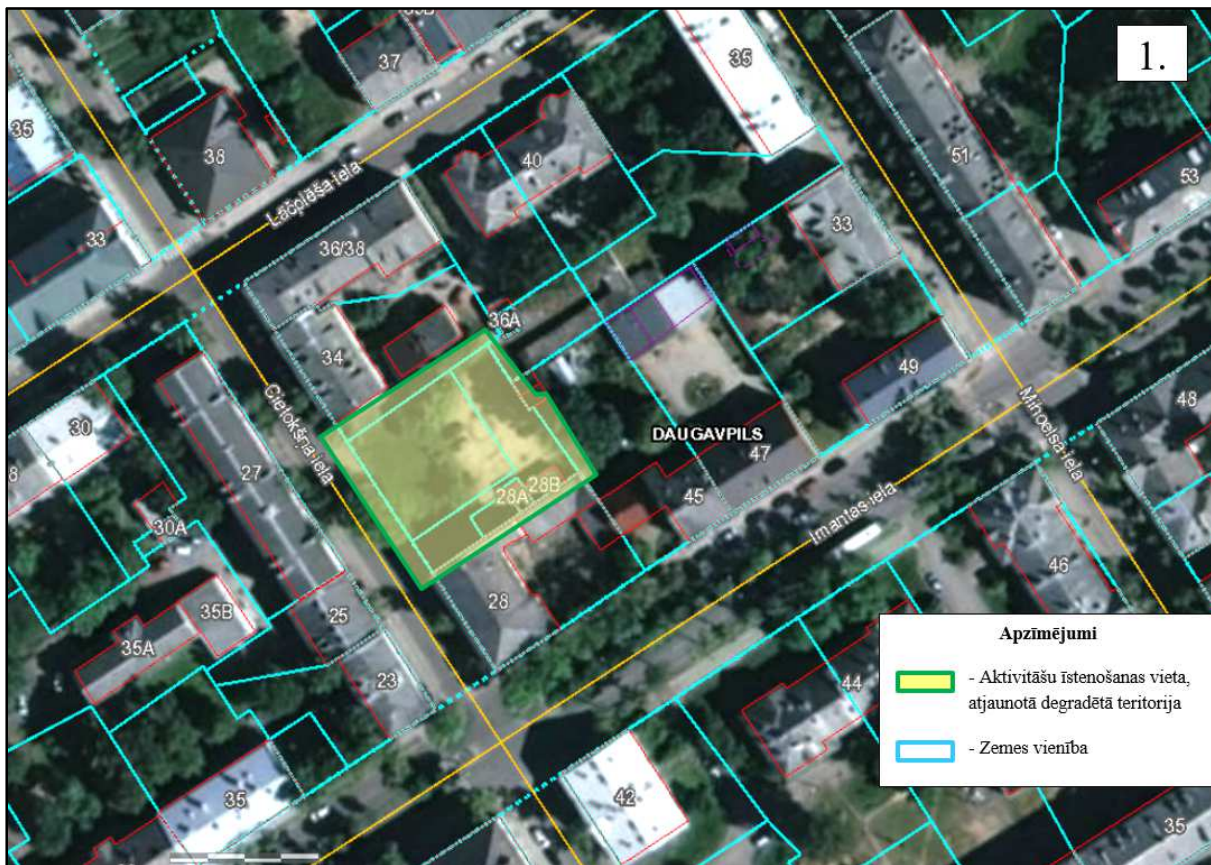 1.
37
35
35
38
40
51
53
Lāčplēša iela
33
33
36/38
36A
34
49
Cietokšņa iela
DAUGAVPILS
48
30
47
8
27
28B
28A
45
Imantas iela
30A
46
35B
25
28
35A
23
44
Apzīmējumi
- Aktivitāšu īstenošanas vieta,
atjaunotā degradētā teritorija
- Zemes vienība
35
42
35